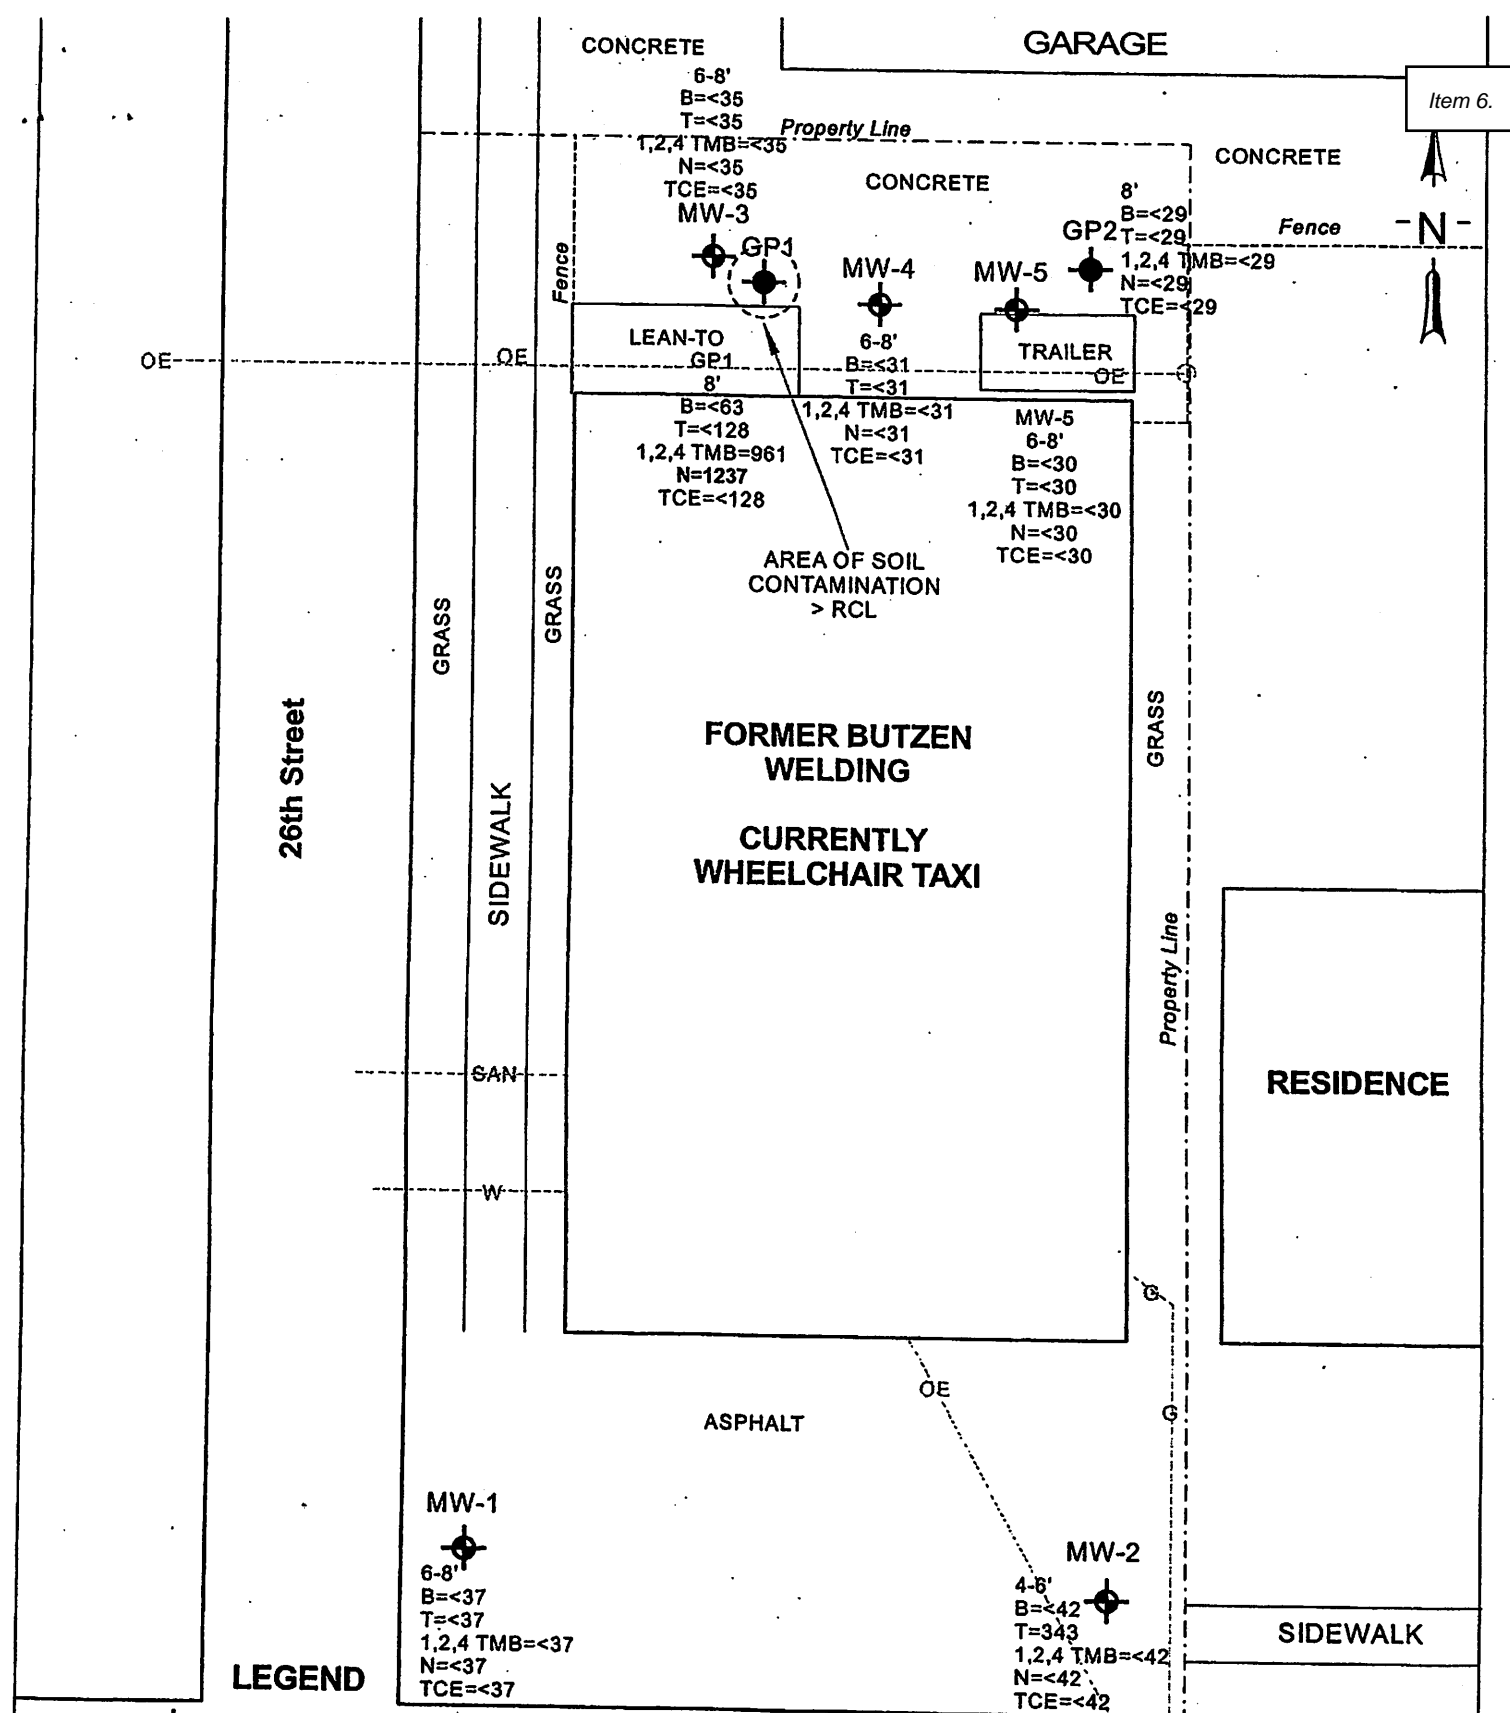 CONCRETE
GARAGE
Item 6.
6-8'
B=<35
T=<35
1,2,4 TMB=<35
N=<35
TCE=<35
MW-3
Property Line
CONCRETE
CONCRETE
8'
B=<29
T=<29
1,2,4 TMB=<29
N=<29
TCE=<29
GP2
Fence
-N-
Fence
GP1
MW-4
MW-5
LEAN-TO
GP1
8'
B=<63
T=<128
1,2,4 TMB=961
N=1237
TCE=<128
6-8'
B=<31
T=<31
1,2,4 TMB=<31
N=<31
TCE=<31
TRAILER
OE
OE
OE
MW-5
6-8'
B=<30
T=<30
1,2,4 TMB=<30
N=<30
TCE=<30
AREA OF SOIL
CONTAMINATION
> RCL
GRASS
GRASS
GRASS
26th Street
SIDEWALK
FORMER BUTZEN
WELDING
CURRENTLY
WHEELCHAIR TAXI
Property Line
RESIDENCE
SAN
W
G
OE
G
ASPHALT
MW-1
6-8'
B=<37
T=<37
1,2,4 TMB=<37
N=<37
TCE=<37
MW-2
4-6'
B=<42
T=343
1,2,4 TMB=<42
N=<42
TCE=<42
SIDEWALK
LEGEND